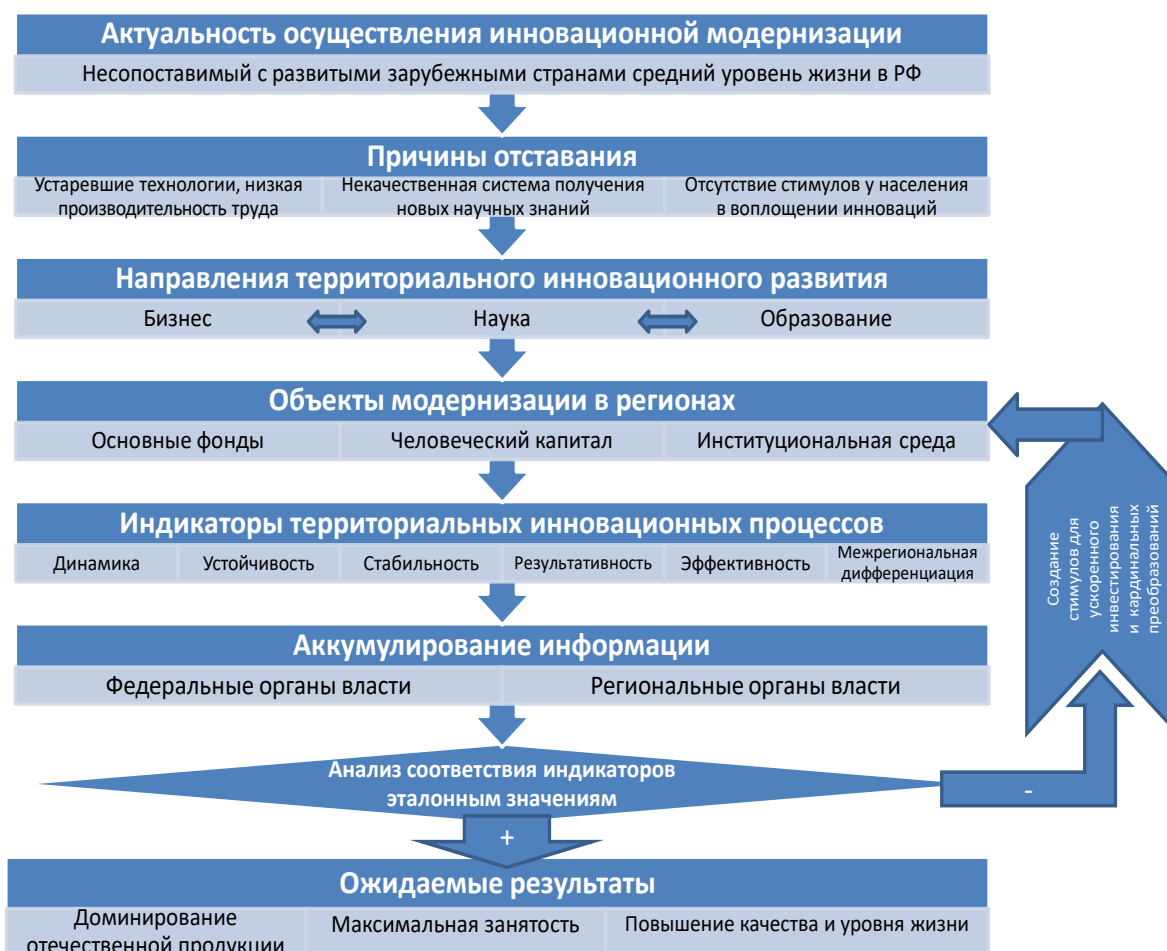 Актуальность осуществления инновационной модернизации
Несопоставимый с развитыми зарубежными странами средний уровень жизни в РФ
Причины отставания
Устаревшие технологии, низкая
производительность труда
Некачественная система получения
новых научных знаний
Отсутствие стимулов у населения
в воплощении инноваций
Направления территориального инновационного развития
Бизнес
Наука
Образование
Объекты модернизации в регионах
Основные фонды
Человеческий капитал
Институциональная среда
Индикаторы территориальных инновационных процессов
Динамика
Устойчивость
Стабильность
Результативность
Эффективность
Межрегиональная
дифференциация
Аккумулирование информации
Федеральные органы власти
Региональные органы власти
Анализ соответствия индикаторов
эталонным значениям
-
Создание
стимулов для
ускоренного
инвестирования
и кардинальных
преобразований
+
Ожидаемые результаты
Доминирование
отечественной продукции
Максимальная занятость
Повышение качества и уровня жизни